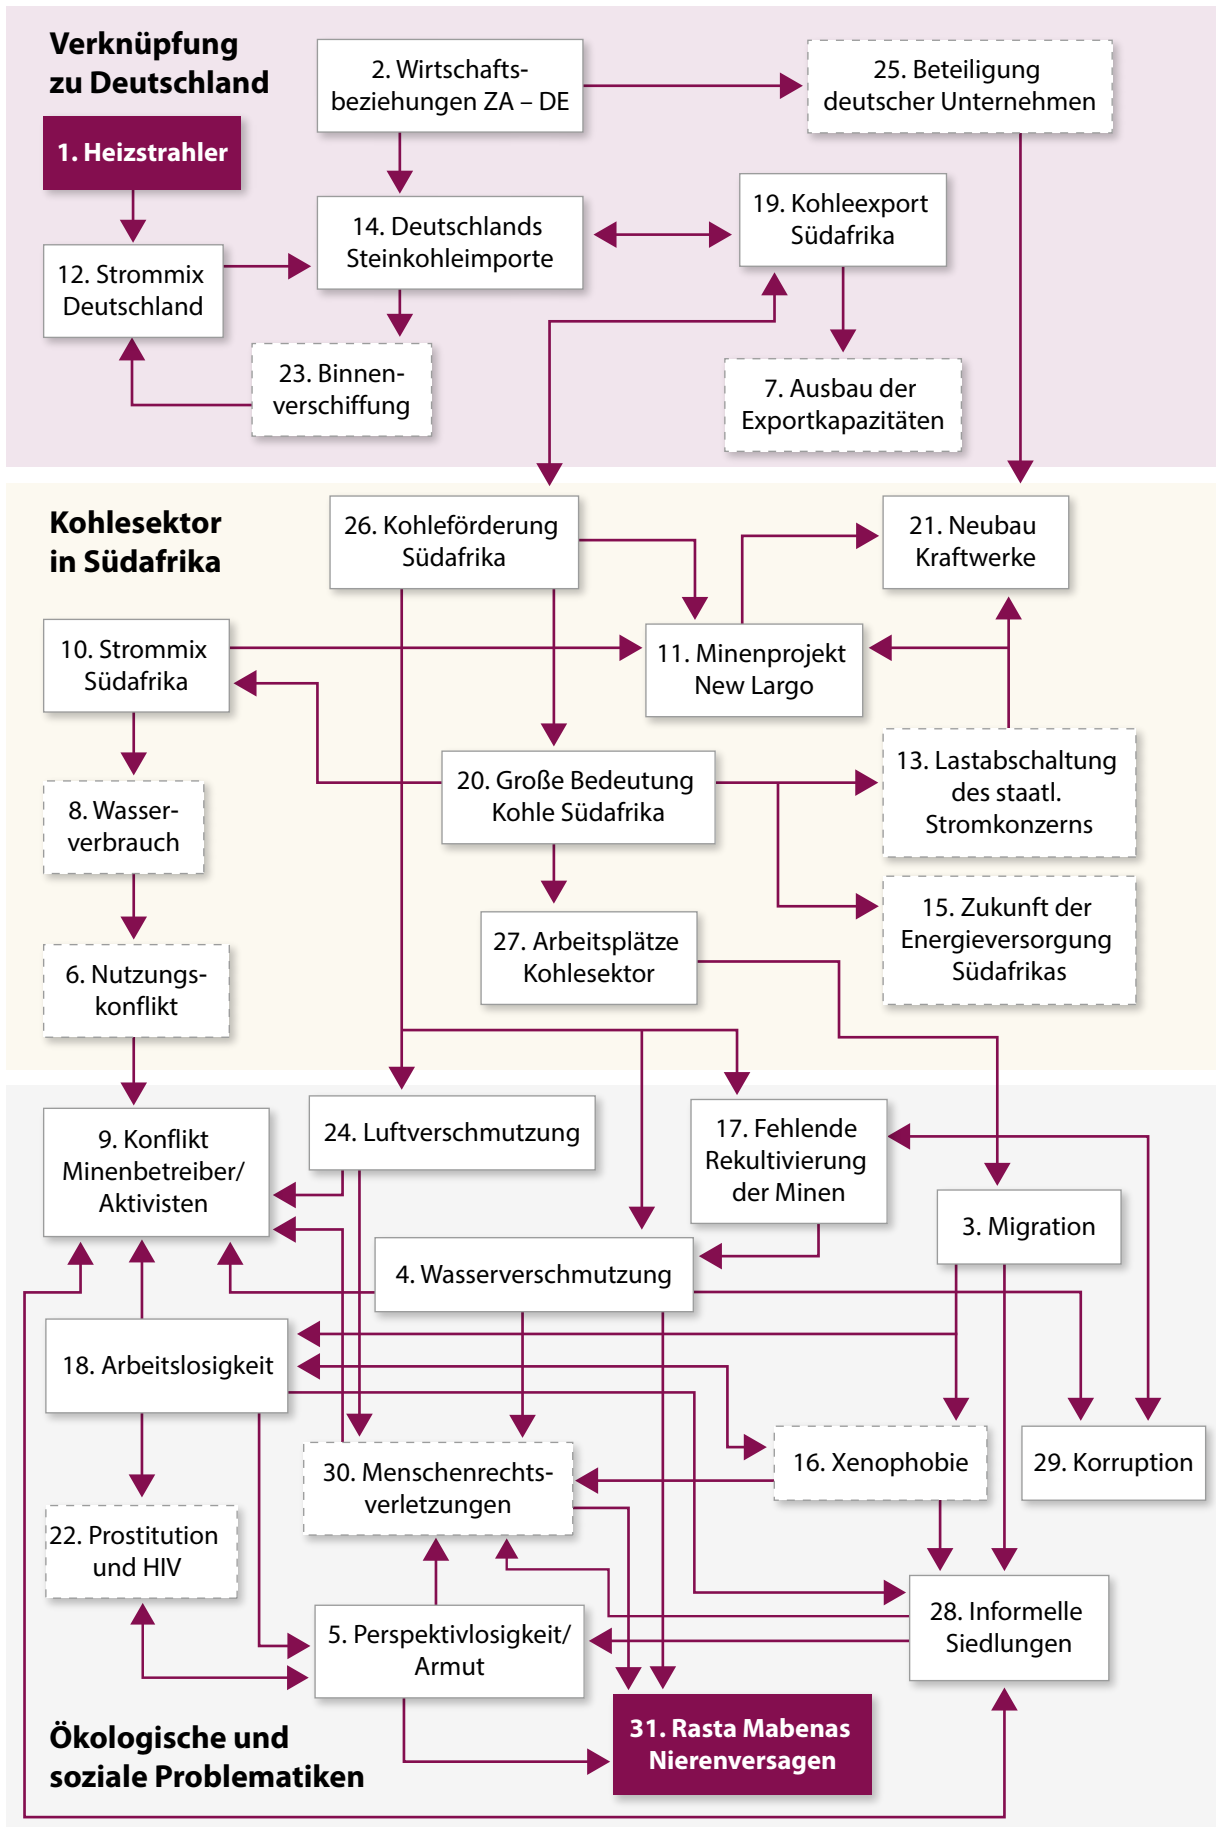 Verknüpfung
zu Deutschland
2. Wirtschafts-
beziehungen ZA – DE
25. Beteiligung
deutscher Unternehmen
1. Heizstrahler
14. Deutschlands
Steinkohleimporte
19. Kohleexport
Südafrika
12. Strommix
Deutschland
23. Binnen-
verschiffung
7. Ausbau der
Exportkapazitäten
Kohlesektor
in Südafrika
26. Kohleförderung
Südafrika
21. Neubau
Kraftwerke
10. Strommix
Südafrika
11. Minenprojekt
New Largo
20. Große Bedeutung
Kohle Südafrika
13. Lastabschaltung
des staatl.
Stromkonzerns
8. Wasser-
verbrauch
15. Zukunft der
Energieversorgung
Südafrikas
27. Arbeitsplätze
Kohlesektor
6. Nutzungs-
konflikt
9. Konflikt
Minenbetreiber/
Aktivisten
24. Luftverschmutzung
17. Fehlende
Rekultivierung
der Minen
3. Migration
4. Wasserverschmutzung
18. Arbeitslosigkeit
30. Menschenrechts-
verletzungen
16. Xenophobie
29. Korruption
22. Prostitution
und HIV
5. Perspektivlosigkeit/
Armut
28. Informelle
Siedlungen
31. Rasta Mabenas
Nierenversagen
Ökologische und
soziale Problematiken